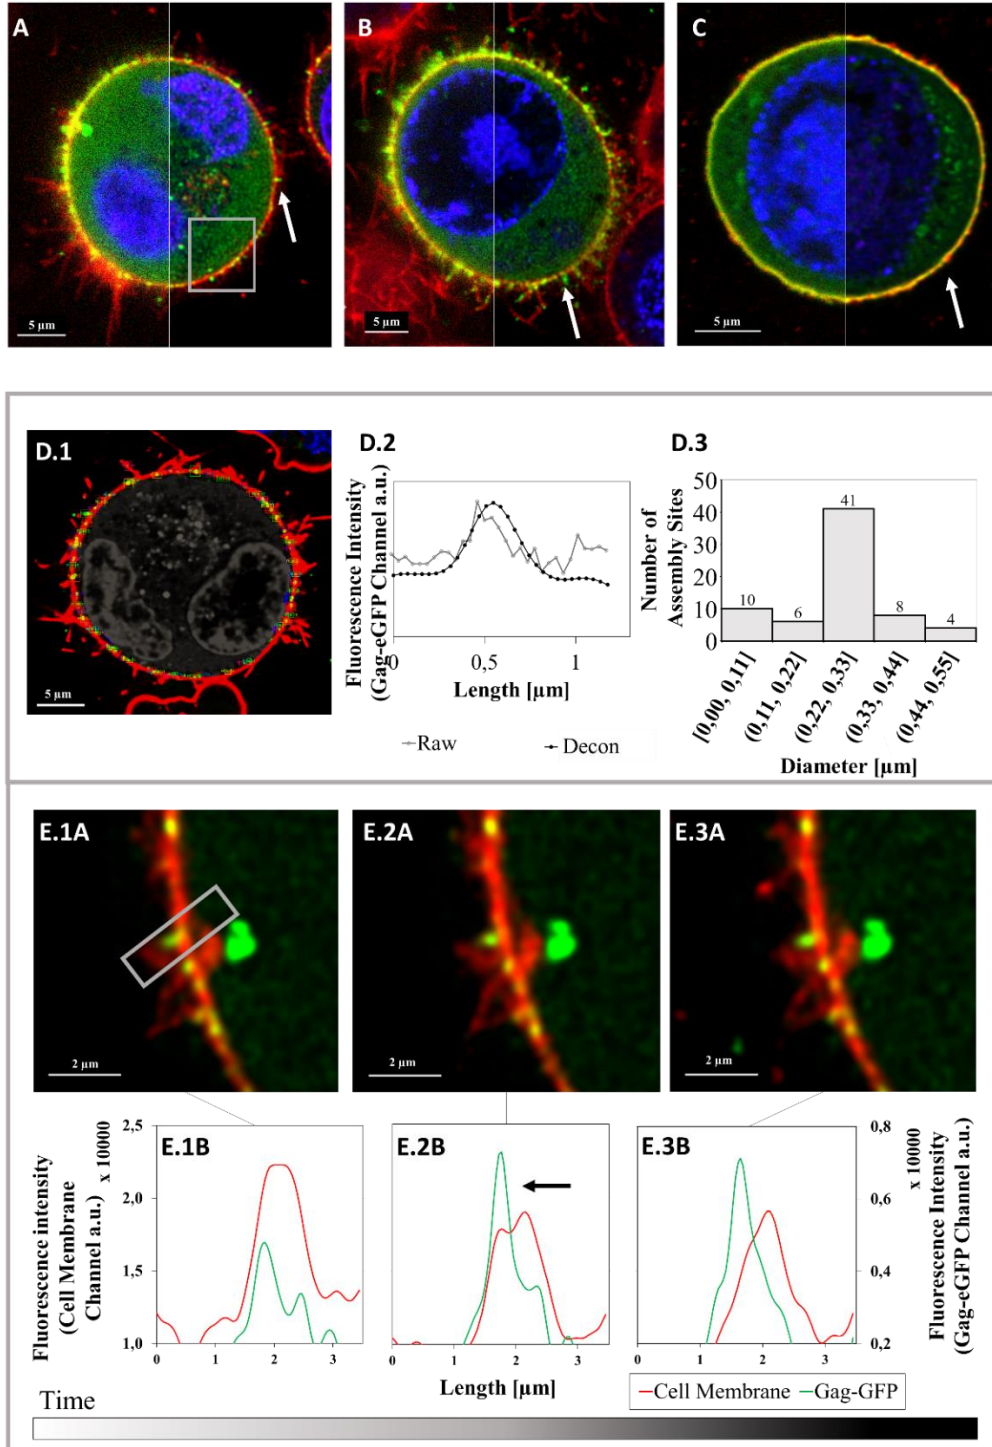 A
B
C
5 µm
5 µm
5 µm
D.1
5 µm
D.2
Fluorescence Intensity
(Gag-eGFP Channel a.u.)
0
0,5
1
Length [µm]
Raw
Decon
D.3
Number of
Assembly Sites
50
40
30
20
10
0
10
6
41
8
4
[0,00, 0,11]
(0,11, 0,22]
(0,22, 0,33]
(0,33, 0,44]
(0,44, 0,55]
Diameter [µm]
E.1A
E.2A
E.3A
2 µm
2 µm
2 µm
Fluorescence intensity
(Cell Membrane
Channel a.u.)
x 10000
2,5
2,0
1,5
1,0
E.1B
0
1
2
3
E.2B
0
1
2
3
Length [µm]
E.3B
0
1
2
3
0,8
0,6
0,4
0,2
x 10000
Fluorescence Intensity
(Gag-eGFP Channel a.u.)
Cell Membrane
Gag-GFP
Time